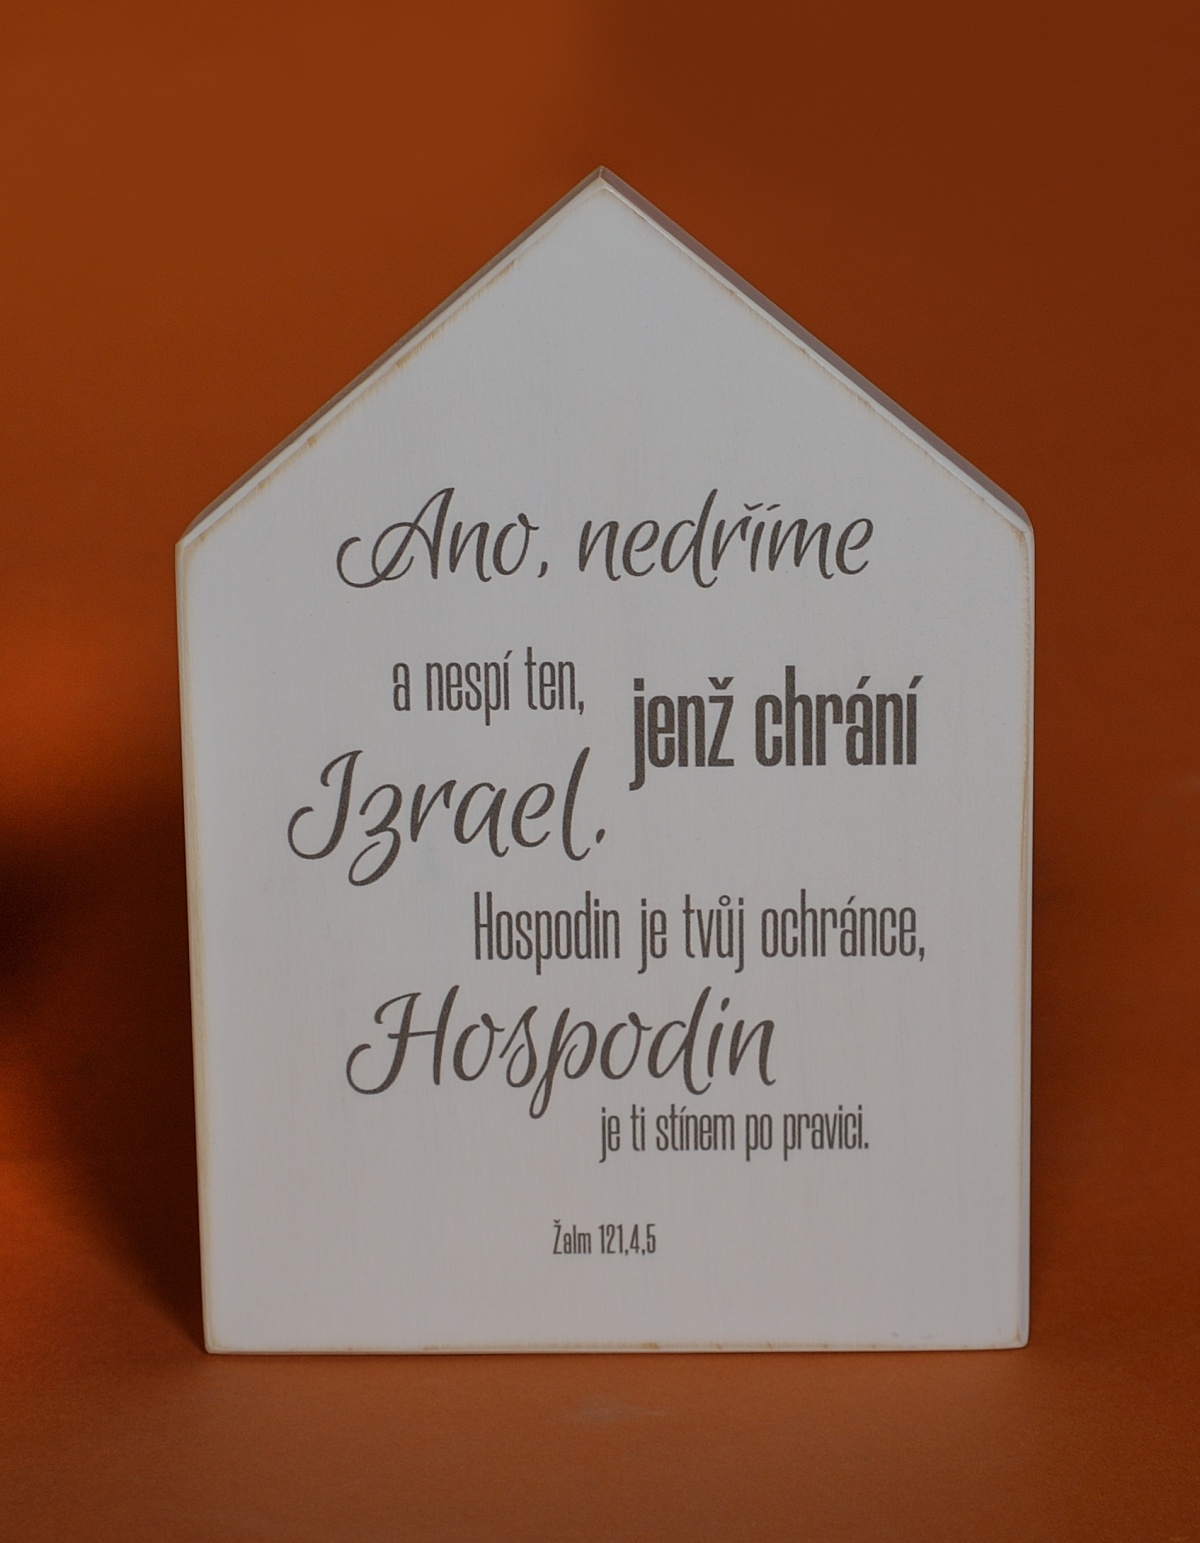 Ano, nedříme
a nespí ten,
jenž chrání
Izrael.
Hospodin je tvůj ochránce,
Hospodin
je ti stínem po pravici.
Žalm 121,4,5